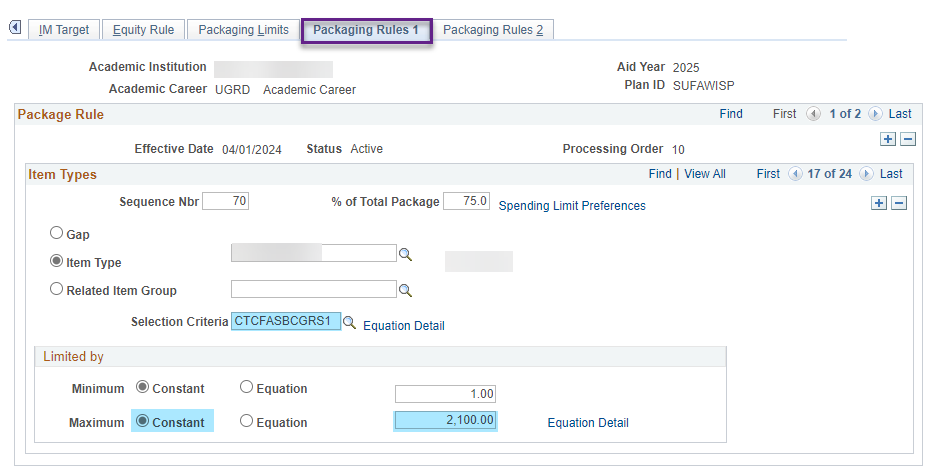 IM Target Equity Rule Packaging Limits Packaging Rules 1 Packaging Rules 2
Academic Institution Aid Year 2025
Academic Career UGRD Academic Career Plan ID SUFAWISP
Package Rule Find First 1 of 2 Last
Effective Date 04/01/2024 Status Active Processing Order 10
Item Types Find | View All First 17 of 24 Last
Sequence Nbr 70 % of Total Package 75.0 Spending Limit Preferences
Gap
Item Type
Related Item Group
Selection Criteria CTCFASBCGRS1 Equation Detail
Limited by
Minimum Constant Equation 1.00
Maximum Constant Equation 2,100.00 Equation Detail